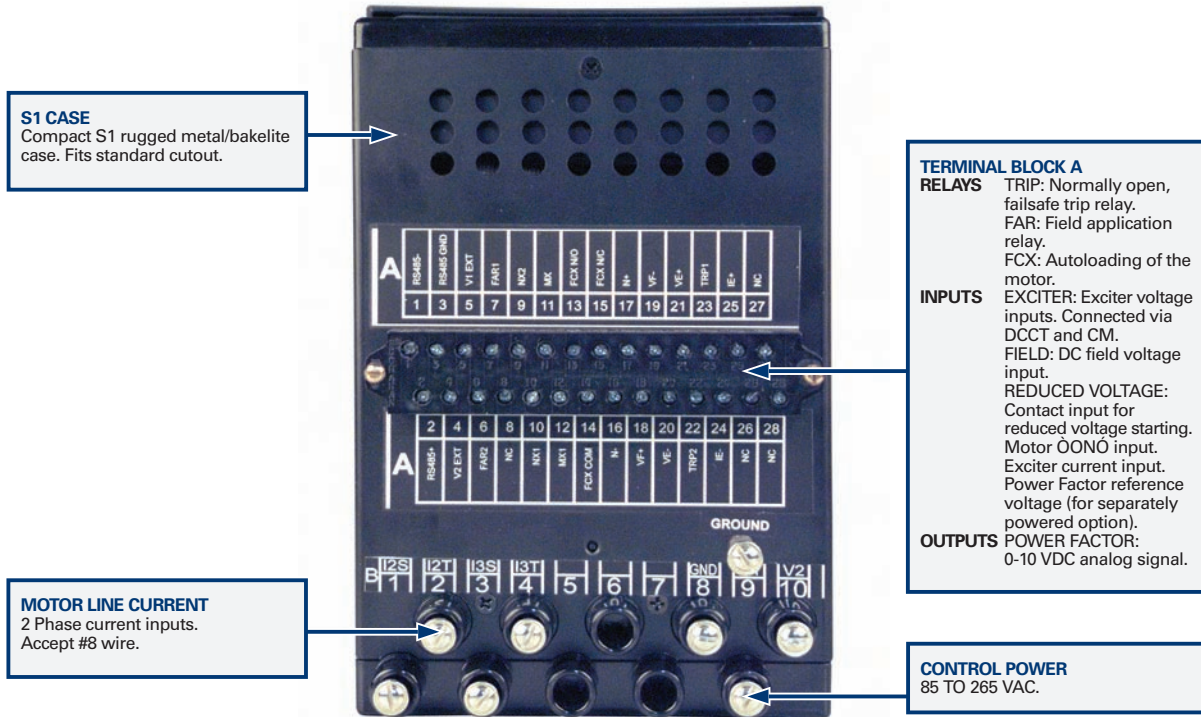 S1 CASE
Compact S1 rugged metal/bakelite
case. Fits standard cutout.
A
RS485-
RS485 GND
V1 EXT
FAR1
NX2
MX
FCX N/O
FCX N/C
N+
VF-
VE+
TRP1
IE+
NC
1 3 5 7 9 11 13 15 17 19 21 23 25 27
2 4 6 8 10 12 14 16 18 20 22 24 26 28
A
RS485+
V2 EXT
FAR2
NC
NX1
MX1
FCX COM
N-
VF+
VE-
TRP2
IE-
NC
NC
GROUND
I2S I2T I3S I3T GND V2
B 1 2 3 4 5 6 7 8 9 10
MOTOR LINE CURRENT
2 Phase current inputs.
Accept #8 wire.
TERMINAL BLOCK A
RELAYS TRIP: Normally open,
failsafe trip relay.
FAR: Field application
relay.
FCX: Autoloading of the
motor.
INPUTS EXCITER: Exciter voltage
inputs. Connected via
DCCT and CM.
FIELD: DC field voltage
input.
REDUCED VOLTAGE:
Contact input for
reduced voltage starting.
Motor ÒONÓ input.
Exciter current input.
Power Factor reference
voltage (for separately
powered option).
OUTPUTS POWER FACTOR:
0-10 VDC analog signal.
CONTROL POWER
85 TO 265 VAC.